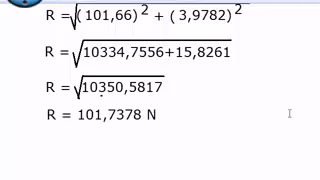 R = √( 101,66) ² + ( 3,9782) ²
R = √10334,7556+15,8261
R = √10350,5817
R = 101,7378 N